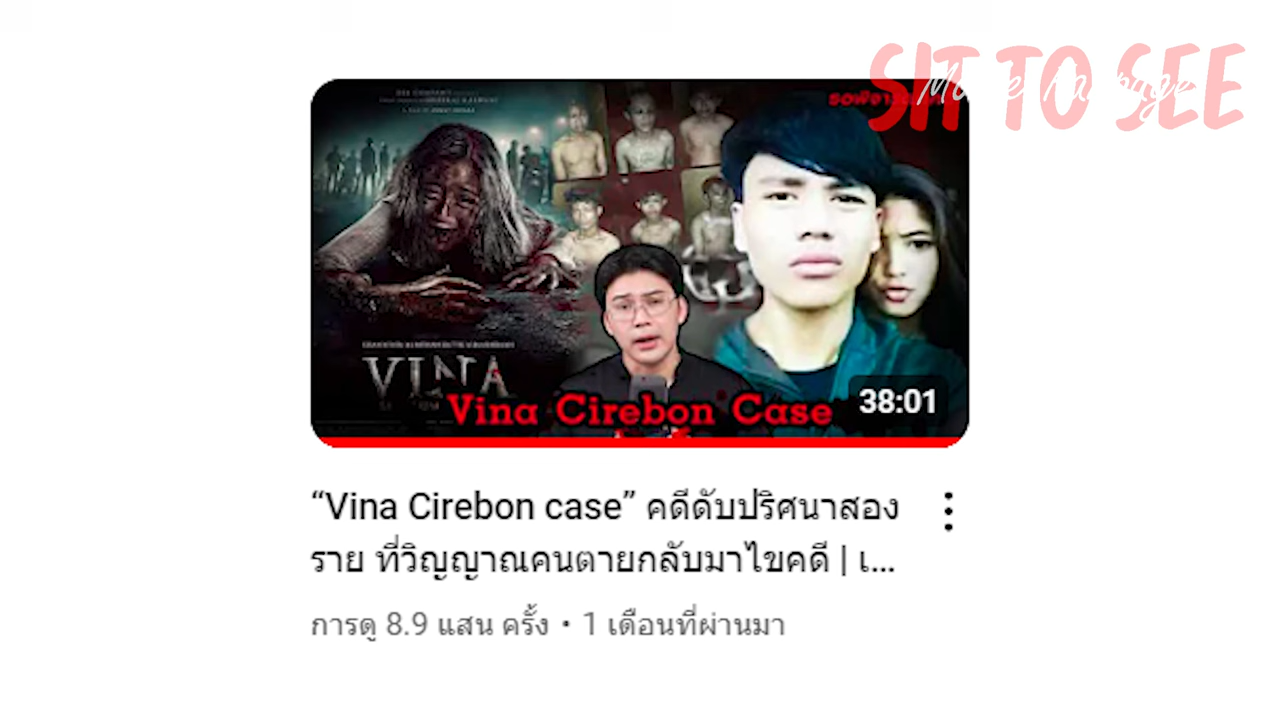 SIT TO SEE
VINA
Vina Cirebon Case
38:01
“Vina Cirebon case” คดีดับปริศนาสอง
ราย ที่วิญญาณคนตายกลับมาไขคดี | เ...
การดู 8.9 แสน ครั้ง • 1 เดือนที่ผ่านมา